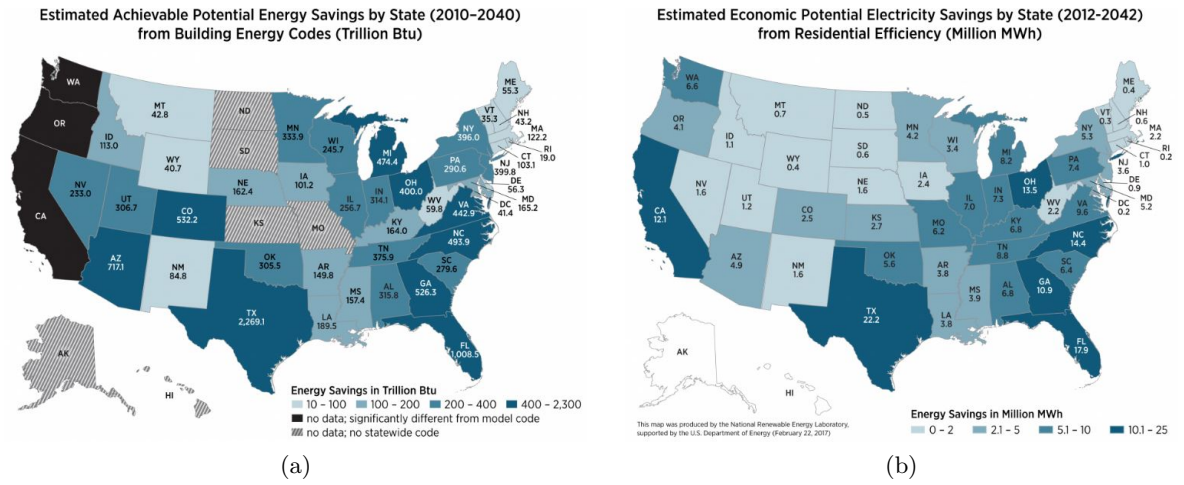 Estimated Achievable Potential Energy Savings by State (2010–2040)
from Building Energy Codes (Trillion Btu)
WA
OR
CA
MT
42.8
ID
113.0
WY
40.7
NV
233.0
UT
306.7
CO
532.2
AZ
717.1
NM
84.8
ND
SD
NE
162.4
KS
OK
305.5
TX
2,269.1
MN
333.9
IA
101.2
MO
AR
149.8
LA
189.5
WI
245.7
IL
256.7
MI
474.4
IN
314.1
OH
400.0
KY
164.0
TN
375.9
MS
157.4
AL
315.8
GA
526.3
FL
1,008.5
SC
279.6
NC
493.9
VA
442.9
WV
59.8
PA
290.6
NY
396.0
VT
35.3
ME
55.3
NH
43.2
MA
122.2
RI
19.0
CT
103.1
NJ
399.8
DE
56.3
MD
165.2
DC
41.4
AK
HI
Energy Savings in Trillion Btu
10 – 100
100 – 200
200 – 400
400 – 2,300
no data; significantly different from model code
no data; no statewide code
(a)
Estimated Economic Potential Electricity Savings by State (2012-2042)
from Residential Efficiency (Million MWh)
WA
6.6
OR
4.1
CA
12.1
MT
0.7
ID
1.1
WY
0.4
NV
1.6
UT
1.2
CO
2.5
AZ
4.9
NM
1.6
ND
0.5
SD
0.6
NE
1.6
KS
2.7
OK
5.6
TX
22.2
MN
4.2
IA
2.4
MO
6.2
AR
3.8
LA
3.8
WI
3.4
IL
7.0
MI
8.2
IN
7.3
OH
13.5
KY
6.8
TN
8.8
MS
3.9
AL
6.8
GA
10.9
FL
17.9
SC
6.4
NC
14.4
VA
9.6
WV
2.2
PA
7.4
NY
5.3
VT
0.3
ME
0.4
NH
0.6
MA
2.2
RI
0.2
CT
1.0
NJ
3.6
DE
0.9
MD
5.2
DC
0.2
AK
HI
This map was produced by the National Renewable Energy Laboratory,
supported by the U.S. Department of Energy (February 22, 2017)
Energy Savings in Million MWh
0 – 2
2.1 – 5
5.1 – 10
10.1 – 25
(b)